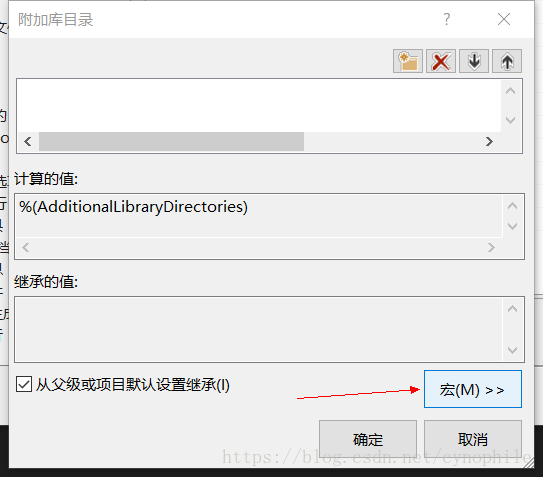 附加库目录
计算的值:
%(AdditionalLibraryDirectories)
继承的值:
从父级或项目默认设置继承(I)
宏(M) >>
确定
取消
https://blog.csdn.net/cynophile